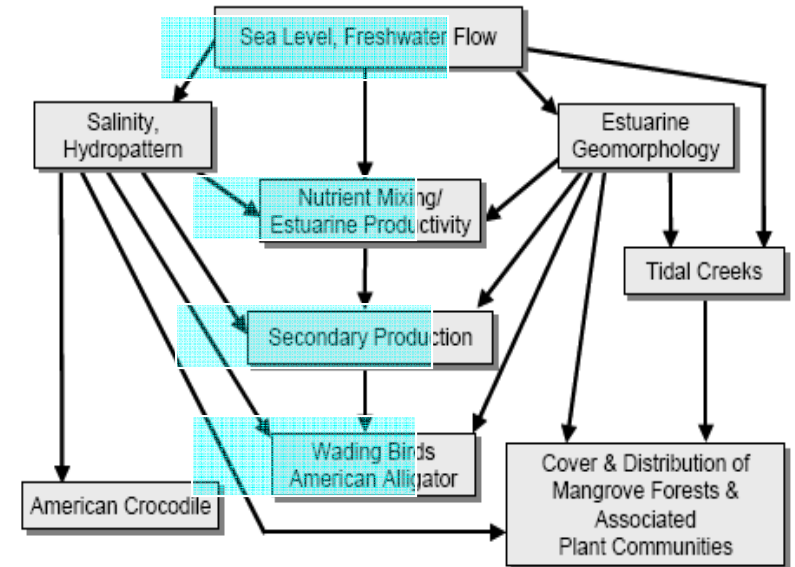 Sea Level, Freshwater Flow
Salinity,
Hydropattern
Estuarine
Geomorphology
Nutrient Mixing/
Estuarine Productivity
Tidal Creeks
Secondary Production
Wading Birds
American Alligator
American Crocodile
Cover & Distribution of
Mangrove Forests &
Associated
Plant Communities